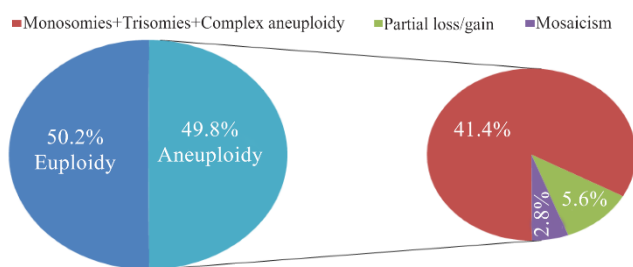 Monosomies+Trisomies+Complex aneuploidy Partial loss/gain Mosaicism
50.2%
Euploidy
49.8%
Aneuploidy
41.4%
5.6%
2.8%